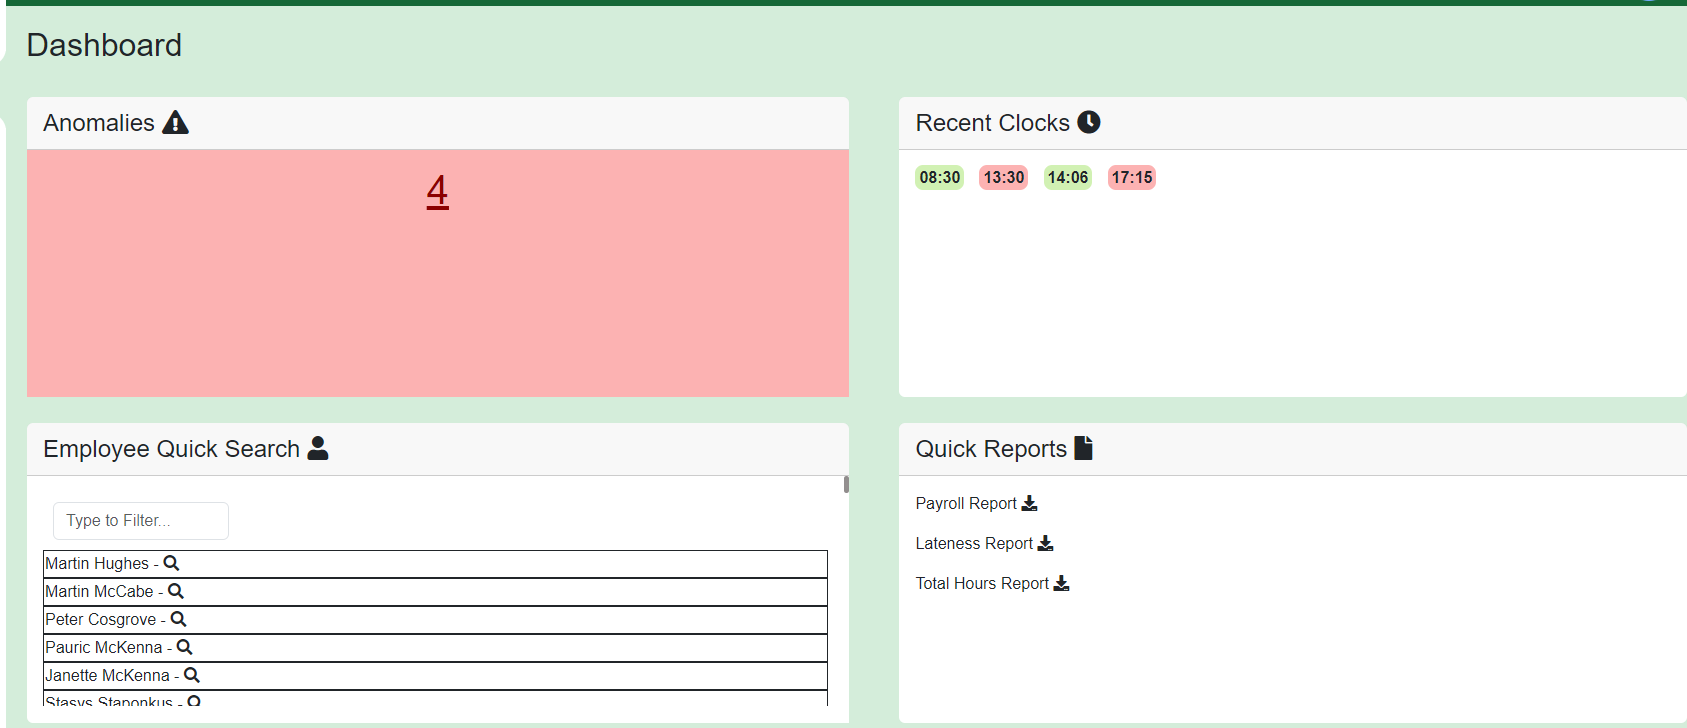 Dashboard
Anomalies
4
Recent Clocks
08:30 13:30 14:06 17:15
Employee Quick Search
Type to Filter...
Martin Hughes -
Martin McCabe -
Peter Cosgrove -
Pauric McKenna -
Janette McKenna -
Stasys Staponkus -
Quick Reports
Payroll Report
Lateness Report
Total Hours Report